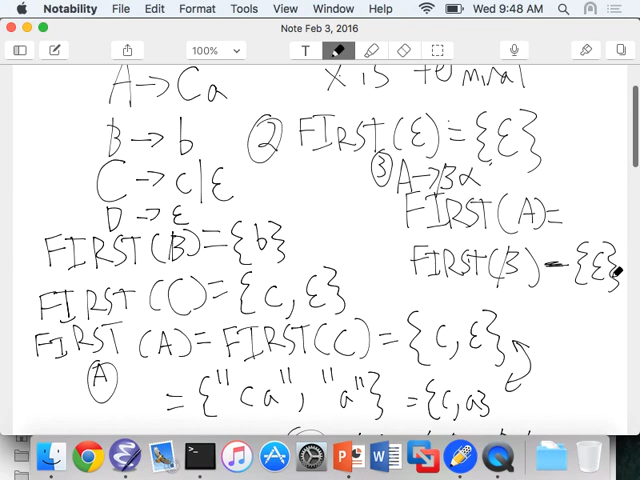 Notability File Edit Format Tools View Window Help Wed 9:48 AM
Note Feb 3, 2016
100%
T
A → Ca
x is terminal
B → b
② FIRST(ε) = {ε}
C → c | ε
③ A → βα
D → ε
FIRST(A) =
FIRST(B) = {b}
FIRST(β) - {ε}
FIRST(C) = {c, ε}
FIRST(A) = FIRST(C) = {c, ε}
A
= {"ca", "a"} = {c, a}